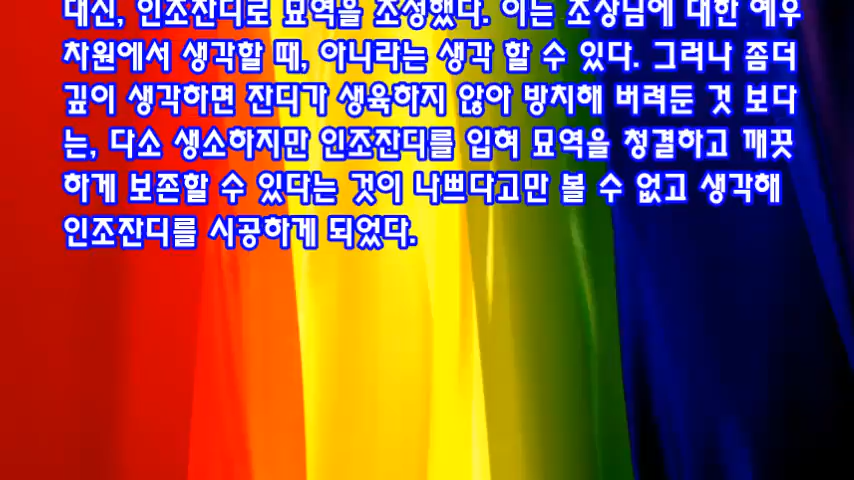 대신, 인조잔디로 묘역을 조성했다. 이는 조상님에 대한 예우
차원에서 생각할 때, 아니라는 생각 할 수 있다. 그러나 좀더
깊이 생각하면 잔디가 생육하지 않아 방치해 버려둔 것 보다
는, 다소 생소하지만 인조잔디를 입혀 묘역을 청결하고 깨끗
하게 보존할 수 있다는 것이 나쁘다고만 볼 수 없고 생각해
인조잔디를 시공하게 되었다.